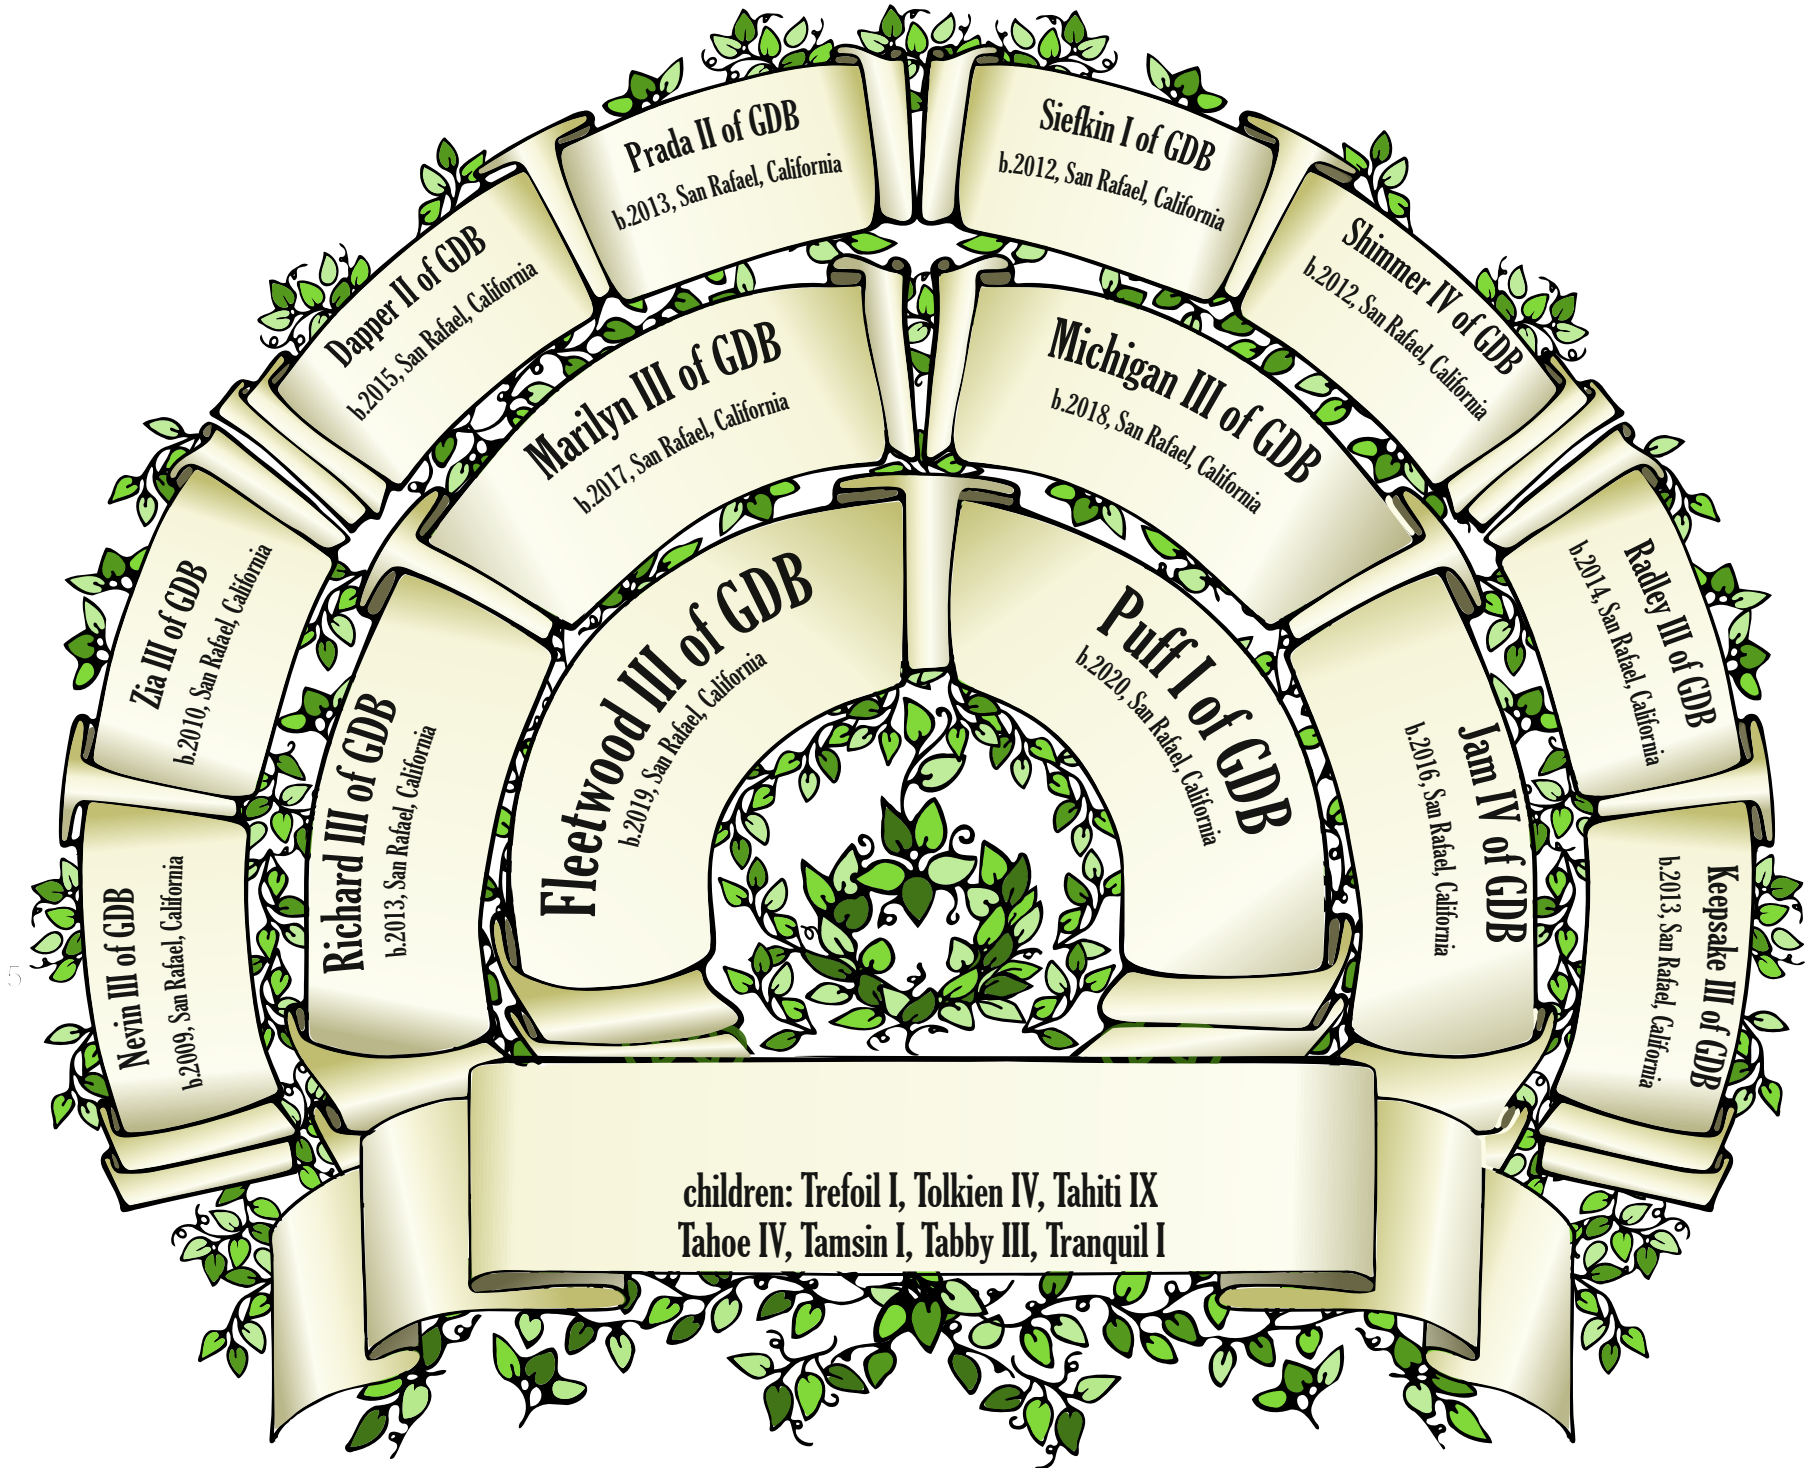 Prada II of GDB
b.2013, San Rafael, California
Siefkin I of GDB
b.2012, San Rafael, California
Dapper II of GDB
b.2015, San Rafael, California
Shimmer IV of GDB
b.2012, San Rafael, California
Zia III of GDB
b.2010, San Rafael, California
Radley III of GDB
b.2014, San Rafael, California
Nevin III of GDB
b.2009, San Rafael, California
Keepsake III of GDB
b.2013, San Rafael, California
Marilyn III of GDB
b.2017, San Rafael, California
Michigan III of GDB
b.2018, San Rafael, California
Richard III of GDB
b.2013, San Rafael, California
Jam IV of GDB
b.2016, San Rafael, California
Fleetwood III of GDB
b.2019, San Rafael, California
Puff I of GDB
b.2020, San Rafael, California
5
children: Trefoil I, Tolkien IV, Tahiti IX
Tahoe IV, Tamsin I, Tabby III, Tranquil I